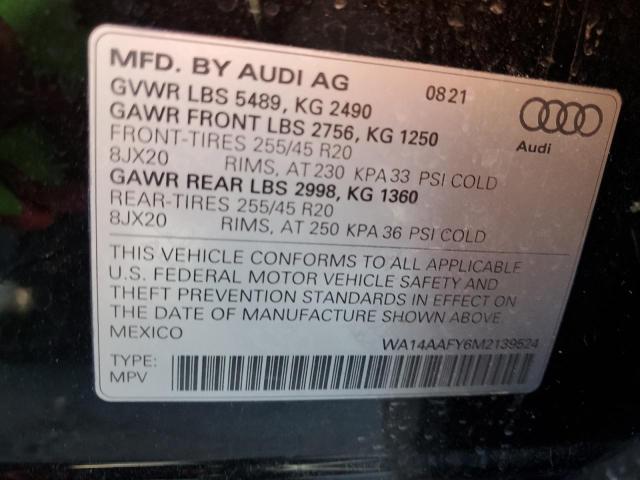 MFD. BY AUDI AG 08 21
GVWR LBS 5489, KG 2490
GAWR FRONT LBS 2756, KG 1250
FRONT-TIRES 255/45 R20
8JX20 RIMS, AT 230 KPA 33 PSI COLD
GAWR REAR LBS 2998, KG 1360
REAR-TIRES 255/45 R20
8JX20 RIMS, AT 250 KPA 36 PSI COLD
Audi
THIS VEHICLE CONFORMS TO ALL APPLICABLE
U.S. FEDERAL MOTOR VEHICLE SAFETY AND
THEFT PREVENTION STANDARDS IN EFFECT ON
THE DATE OF MANUFACTURE SHOWN ABOVE.
MEXICO
WA14AAFY6M2139524
TYPE:
MPV